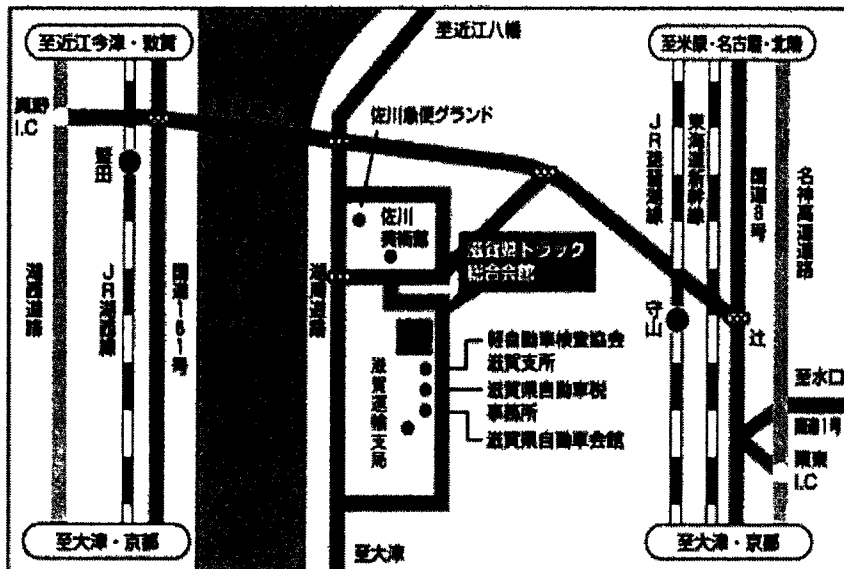 至近江今津・敦賀
至近江八幡
至米原・名古屋・北陸
真野
I.C
佐川急便グランド
堅田
佐川
美術館
滋賀県トラック
総合会館
JR琵琶湖線
東海道新幹線
国道8号
名神高速道路
湖西道路
JR湖西線
国道161号
湖周道路
守山
辻
軽自動車検査協会
滋賀支所
滋賀県自動車税
事務所
滋賀県自動車会館
滋賀運輸支局
至水口
国道1号
栗東
I.C
至大津・京都
至大津
至大津・京都